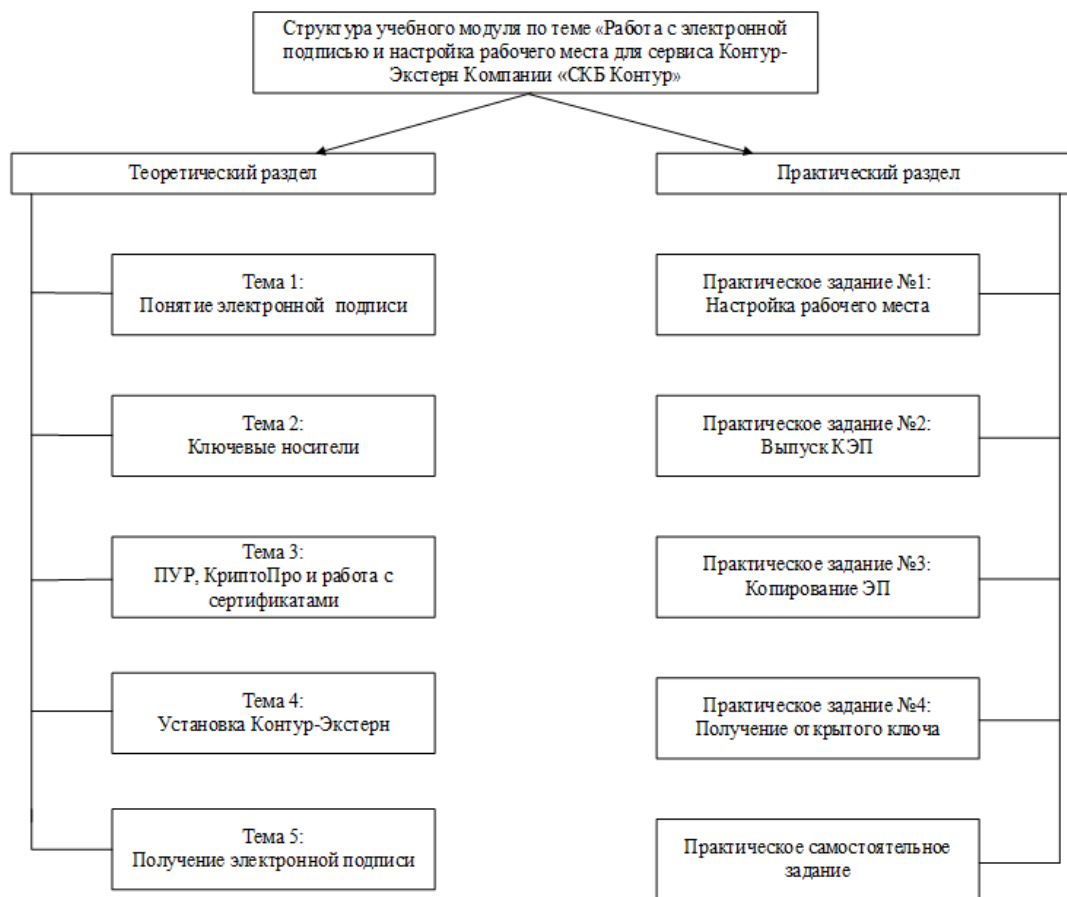 Структура учебного модуля по теме «Работа с электронной
подписью и настройка рабочего места для сервиса Контур-
Экстерн Компании «СКБ Контур»
Теоретический раздел
Практический раздел
Тема 1:
Понятие электронной подписи
Практическое задание №1:
Настройка рабочего места
Тема 2:
Ключевые носители
Практическое задание №2:
Выпуск КЭП
Тема 3:
ПУР, КриптоПро и работа с
сертификатами
Практическое задание №3:
Копирование ЭП
Тема 4:
Установка Контур-Экстерн
Практическое задание №4:
Получение открытого ключа
Тема 5:
Получение электронной подписи
Практическое самостоятельное
задание